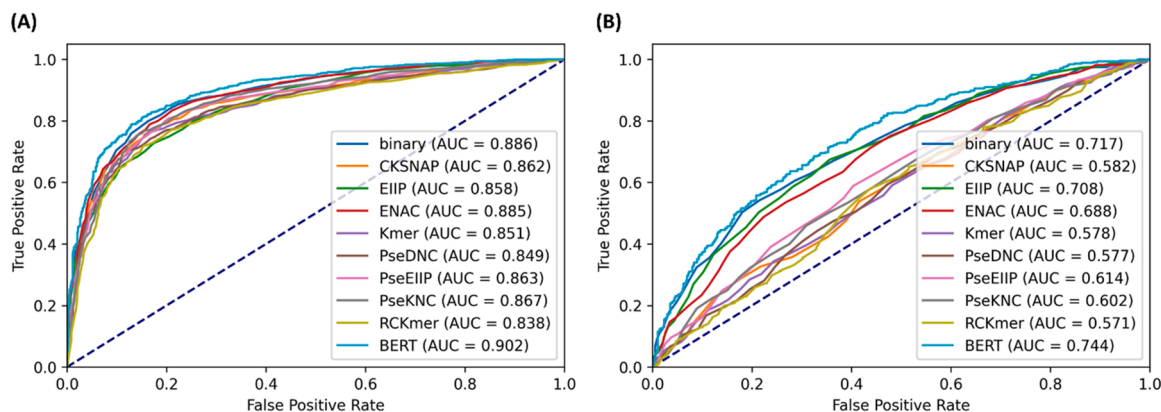 (A)
(B)
True Positive Rate
1.0
0.8
0.6
0.4
0.2
0.0
binary (AUC = 0.886)
CKSNAP (AUC = 0.862)
EIIP (AUC = 0.858)
ENAC (AUC = 0.885)
Kmer (AUC = 0.851)
PseDNC (AUC = 0.849)
PseEIIP (AUC = 0.863)
PseKNC (AUC = 0.867)
RCKmer (AUC = 0.838)
BERT (AUC = 0.902)
0.0 0.2 0.4 0.6 0.8 1.0
False Positive Rate
True Positive Rate
1.0
0.8
0.6
0.4
0.2
0.0
binary (AUC = 0.717)
CKSNAP (AUC = 0.582)
EIIP (AUC = 0.708)
ENAC (AUC = 0.688)
Kmer (AUC = 0.578)
PseDNC (AUC = 0.577)
PseEIIP (AUC = 0.614)
PseKNC (AUC = 0.602)
RCKmer (AUC = 0.571)
BERT (AUC = 0.744)
0.0 0.2 0.4 0.6 0.8 1.0
False Positive Rate